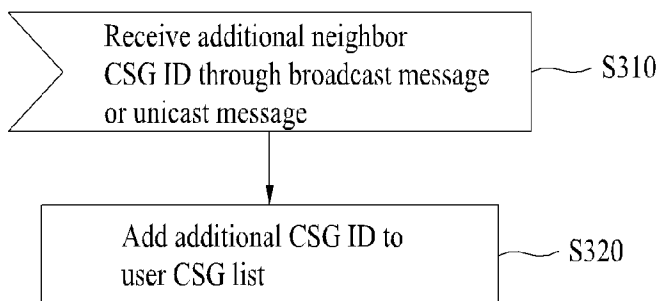 Receive additional neighbor
CSG ID through broadcast message
or unicast message
S310
Add additional CSG ID to
user CSG list
S320